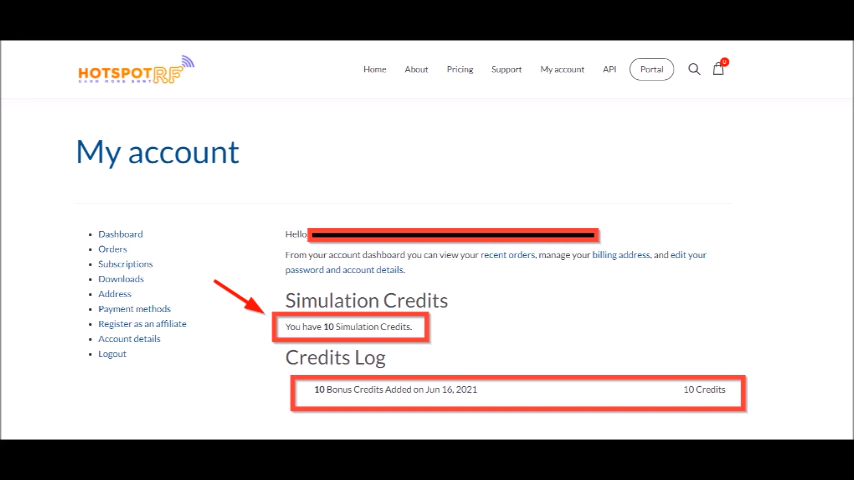 HOTSPOTRF
Home About Pricing Support My account API Portal 0
My account
Dashboard
Orders
Subscriptions
Downloads
Address
Payment methods
Register as an affiliate
Account details
Logout
Hello
From your account dashboard you can view your recent orders, manage your billing address, and edit your
password and account details.
Simulation Credits
You have 10 Simulation Credits.
Credits Log
10 Bonus Credits Added on Jun 16, 2021 10 Credits